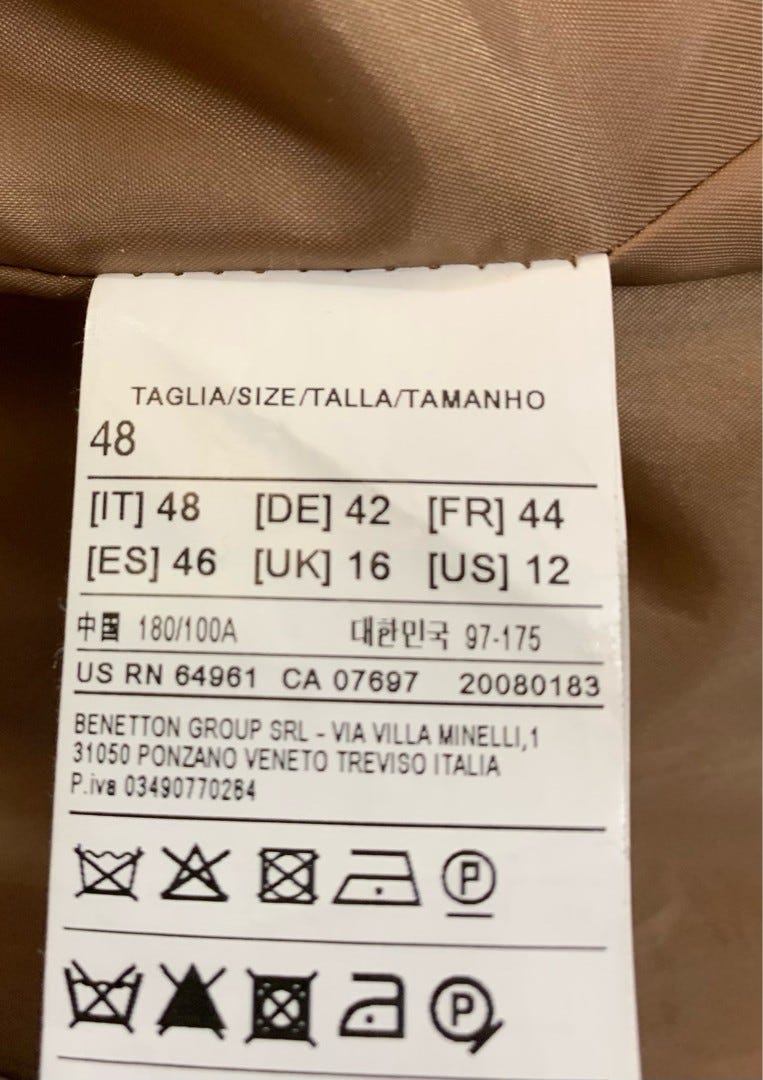 TAGLIA/SIZE/TALLA/TAMANHO
48
[IT] 48 [DE] 42 [FR] 44
[ES] 46 [UK] 16 [US] 12
中国 180/100A 대한민국 97-175
US RN 64961 CA 07697 20080183
BENETTON GROUP SRL - VIA VILLA MINELLI,1
31050 PONZANO VENETO TREVISO ITALIA
P.iva 03490770264
P
P